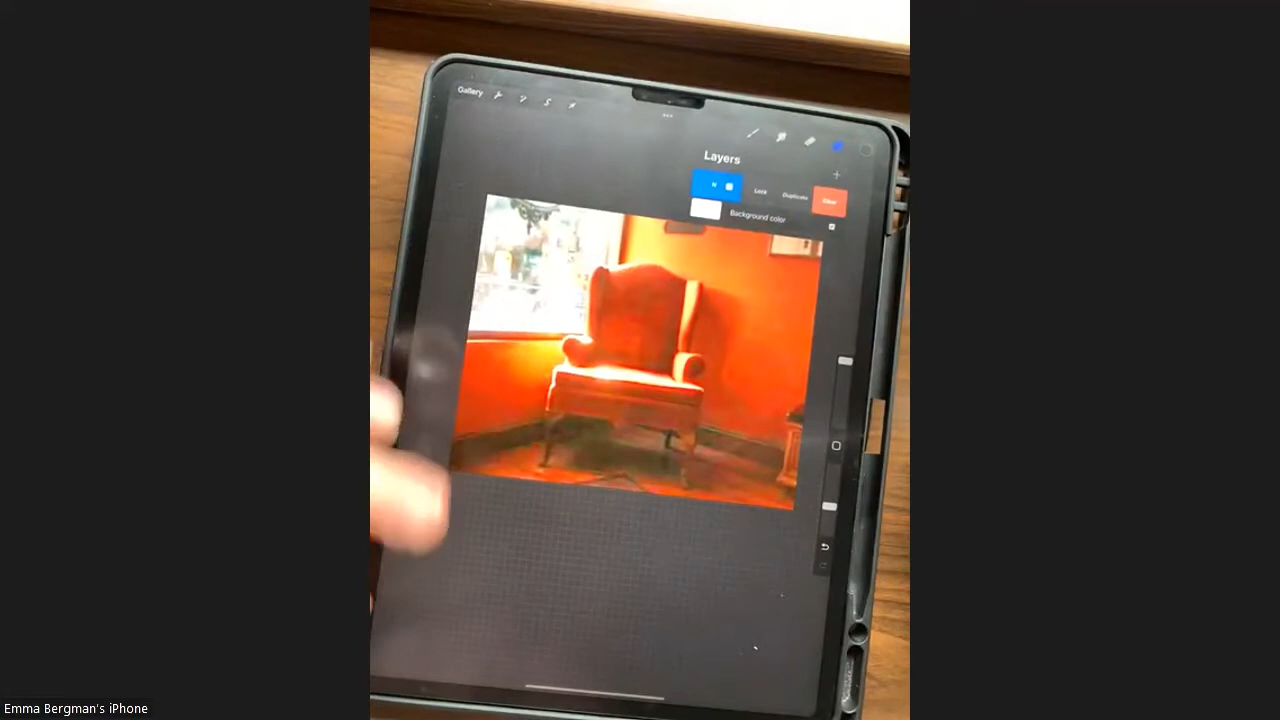 Gallery
Layers
N
Lock
Duplicate
Clear
Background color
Emma Bergman's iPhone